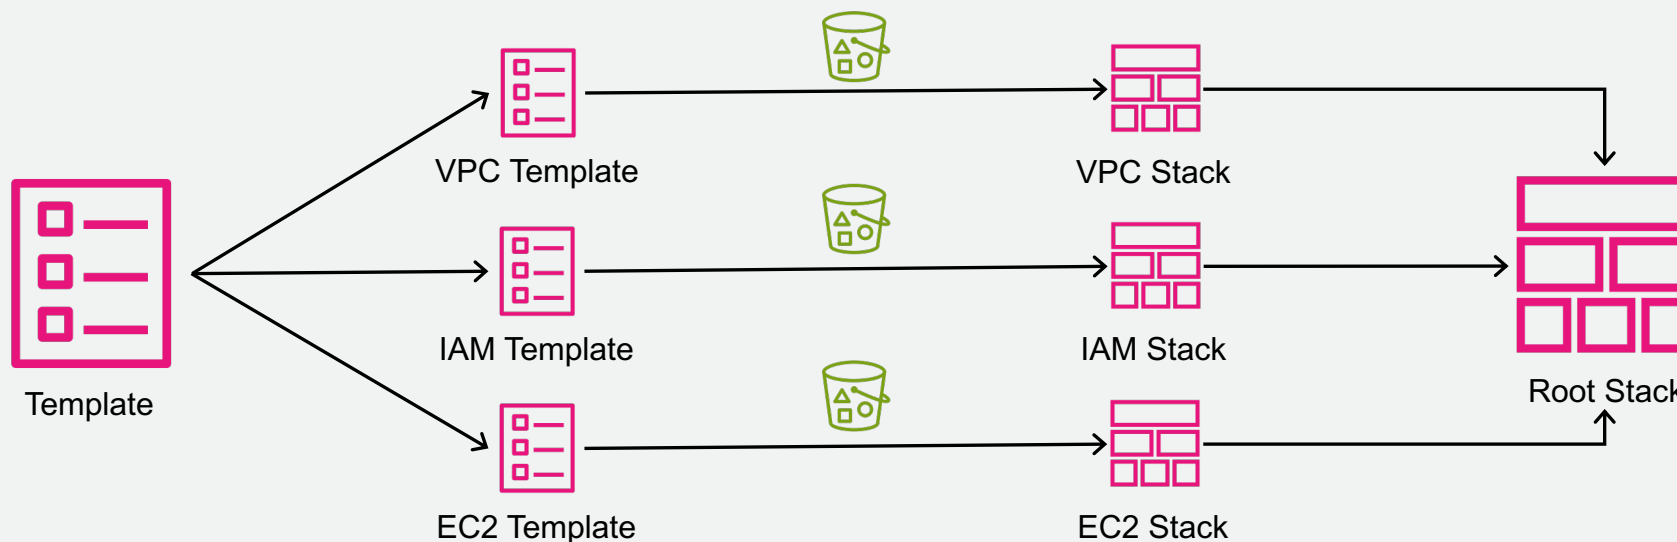 VPC Template
VPC Stack
Template
IAM Template
IAM Stack
Root Stack
EC2 Template
EC2 Stack